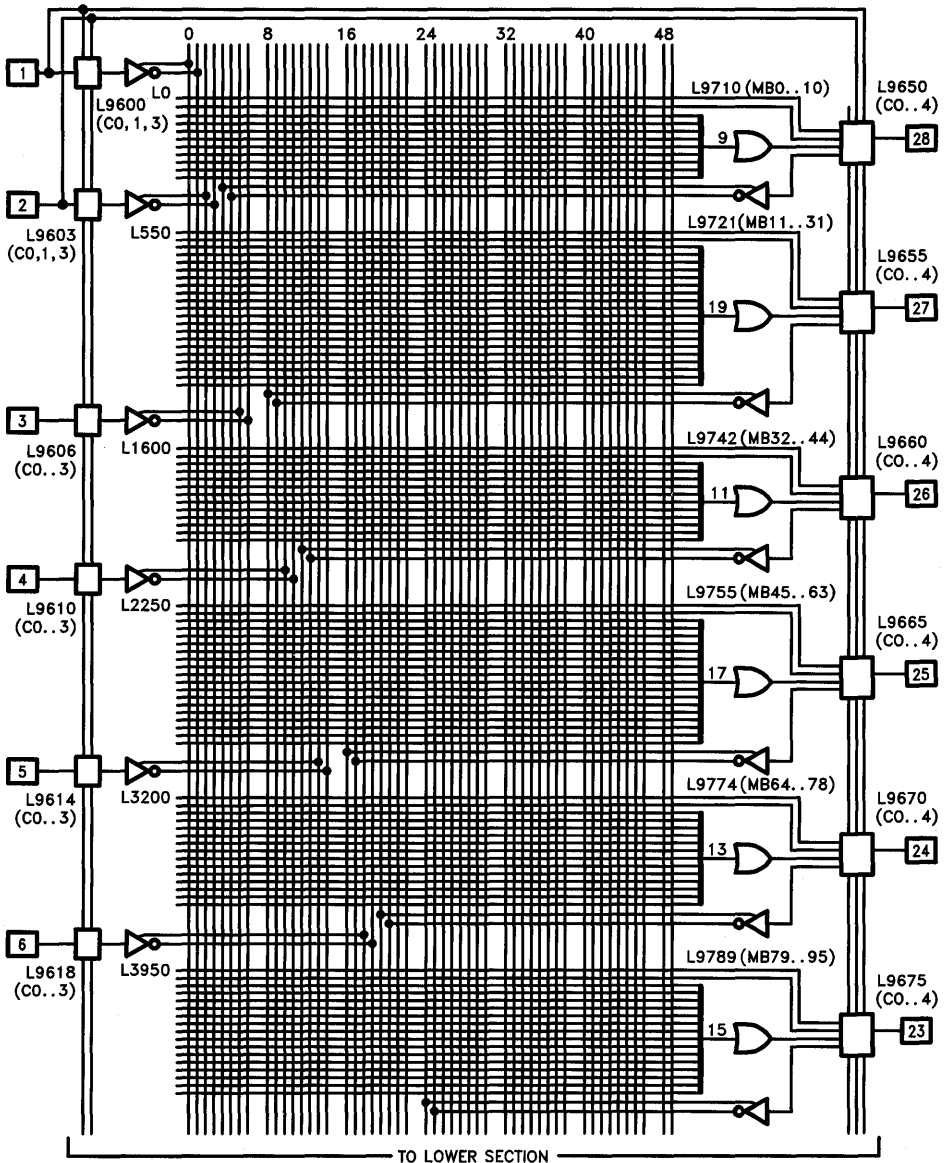 0 8 16 24 32 40 48
1
L0
L9600
(C0,1,3)
L9710 (MB0..10)
L9650
(C0..4)
28
9
2
L9603
(C0,1,3)
L550
L9721 (MB11..31)
L9655
(C0..4)
27
19
3
L9606
(C0..3)
L1600
L9742 (MB32..44)
L9660
(C0..4)
26
11
4
L9610
(C0..3)
L2250
L9755 (MB45..63)
L9665
(C0..4)
25
17
5
L9614
(C0..3)
L3200
L9774 (MB64..78)
L9670
(C0..4)
24
13
6
L9618
(C0..3)
L3950
L9789 (MB79..95)
L9675
(C0..4)
23
15
TO LOWER SECTION